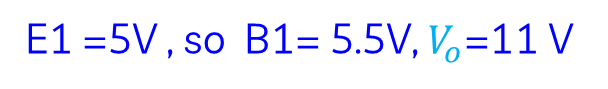 E1 =5V , so B1= 5.5V, Vₒ=11 V